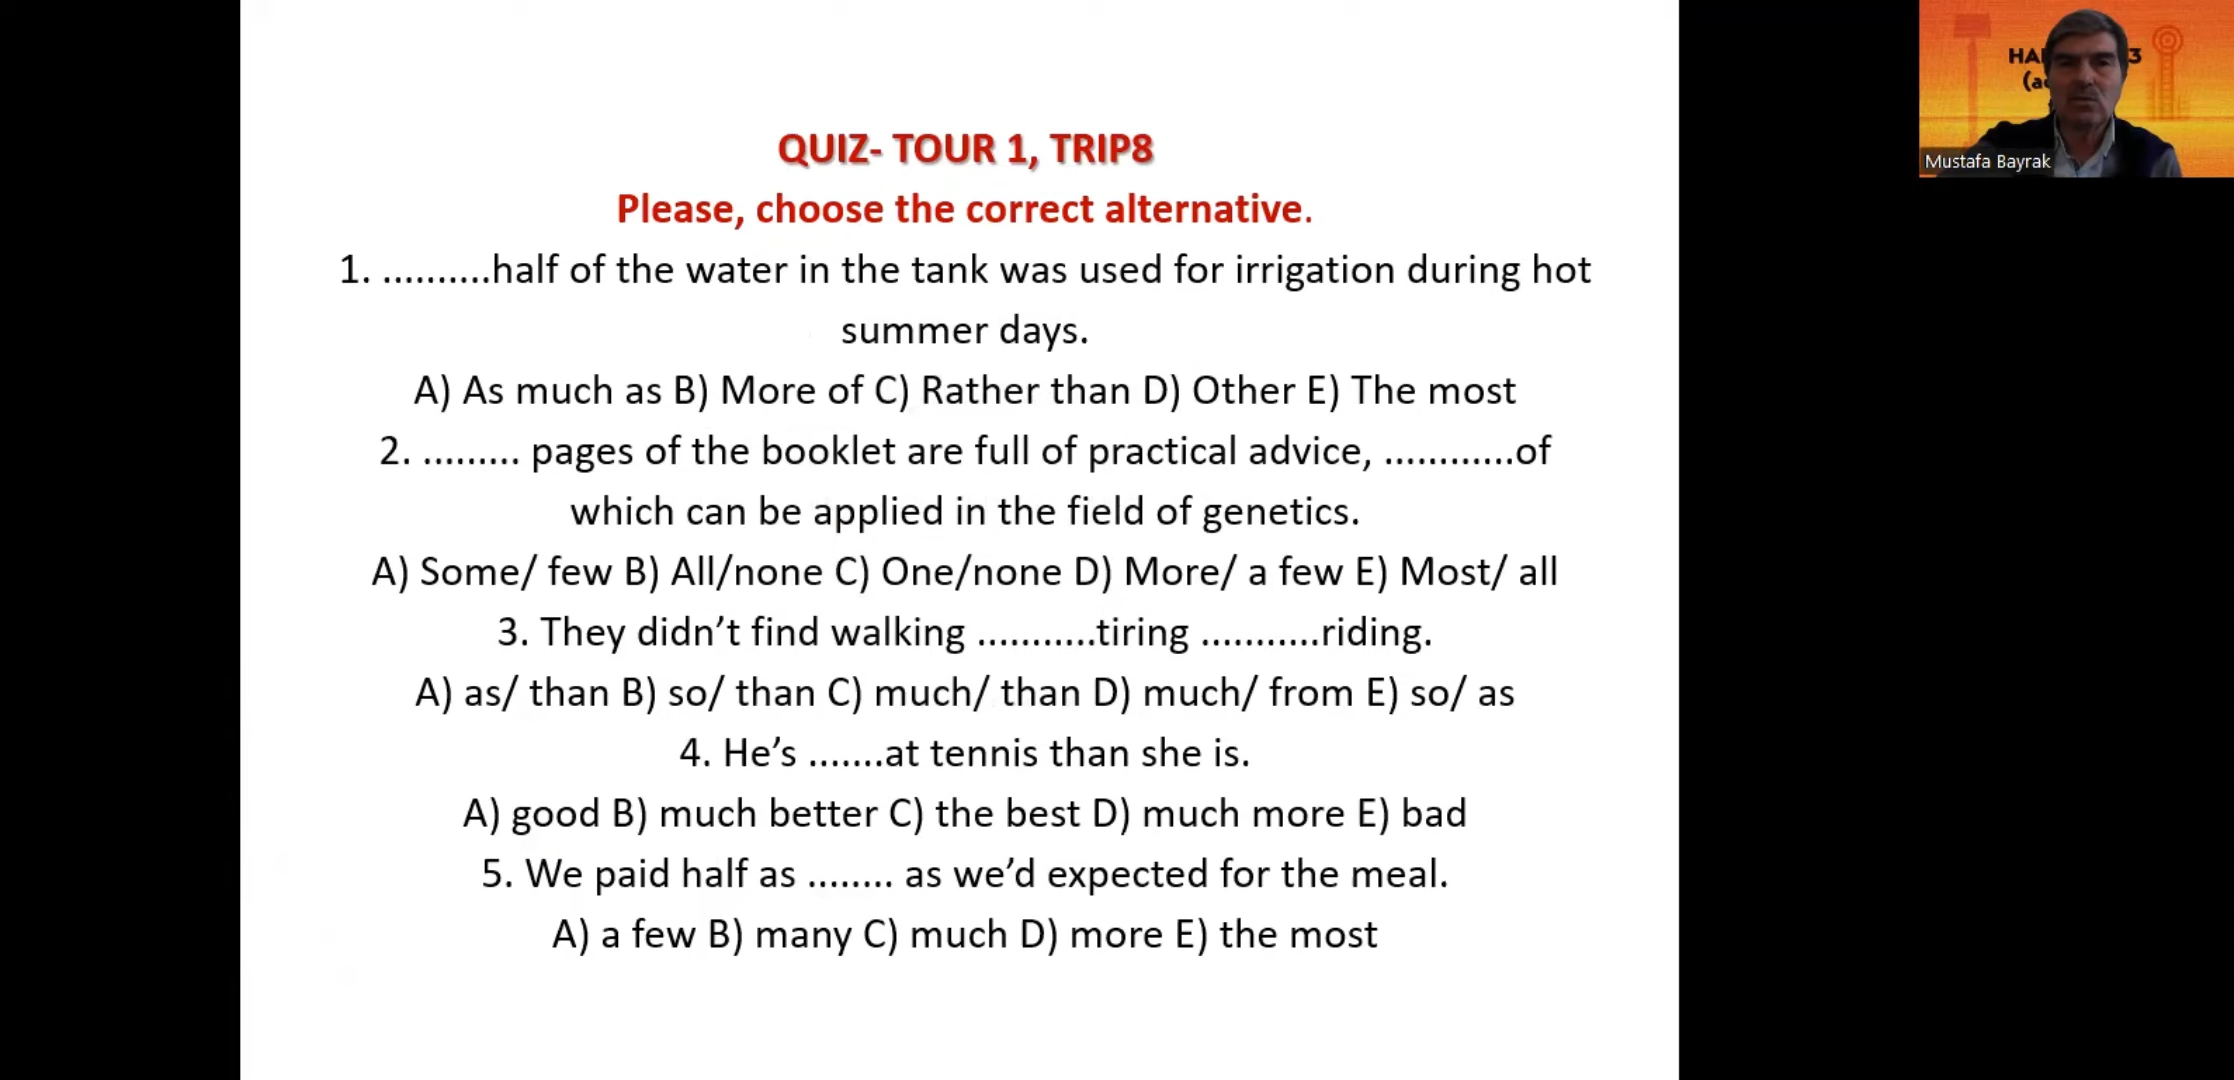 QUIZ- TOUR 1, TRIP8
Please, choose the correct alternative.
1. ..........half of the water in the tank was used for irrigation during hot
summer days.
A) As much as B) More of C) Rather than D) Other E) The most
2. ......... pages of the booklet are full of practical advice, ............of
which can be applied in the field of genetics.
A) Some/ few B) All/none C) One/none D) More/ a few E) Most/ all
3. They didn’t find walking ...........tiring ...........riding.
A) as/ than B) so/ than C) much/ than D) much/ from E) so/ as
4. He’s .......at tennis than she is.
A) good B) much better C) the best D) much more E) bad
5. We paid half as ........ as we’d expected for the meal.
A) a few B) many C) much D) more E) the most
Mustafa Bayrak